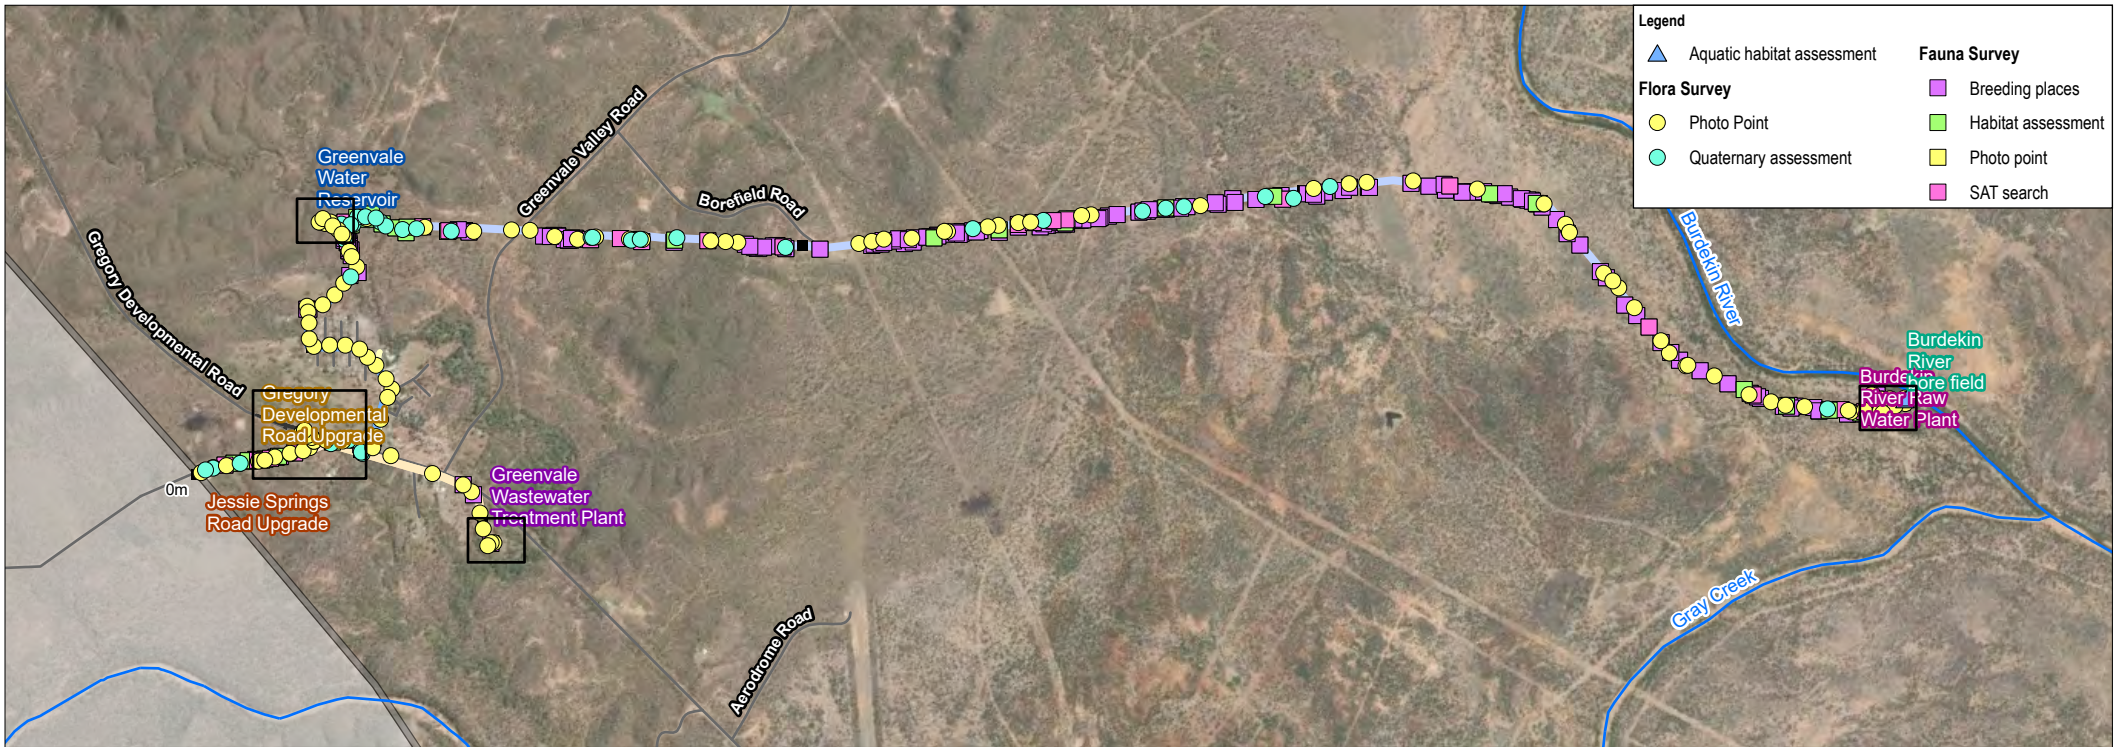 Legend
Aquatic habitat assessment
Flora Survey
Photo Point
Quaternary assessment
Fauna Survey
Breeding places
Habitat assessment
Photo point
SAT search
Greenvale
Water
Reservoir
Greenvale Valley Road
Borefield Road
Gregory Developmental Road
Gregory
Developmental
Road Upgrade
0m
Jessie Springs
Road Upgrade
Greenvale
Wastewater
Treatment Plant
Aerodrome Road
Burdekin River
Burdekin
River
bore field
Burdekin
River Raw
Water Plant
Gray Creek